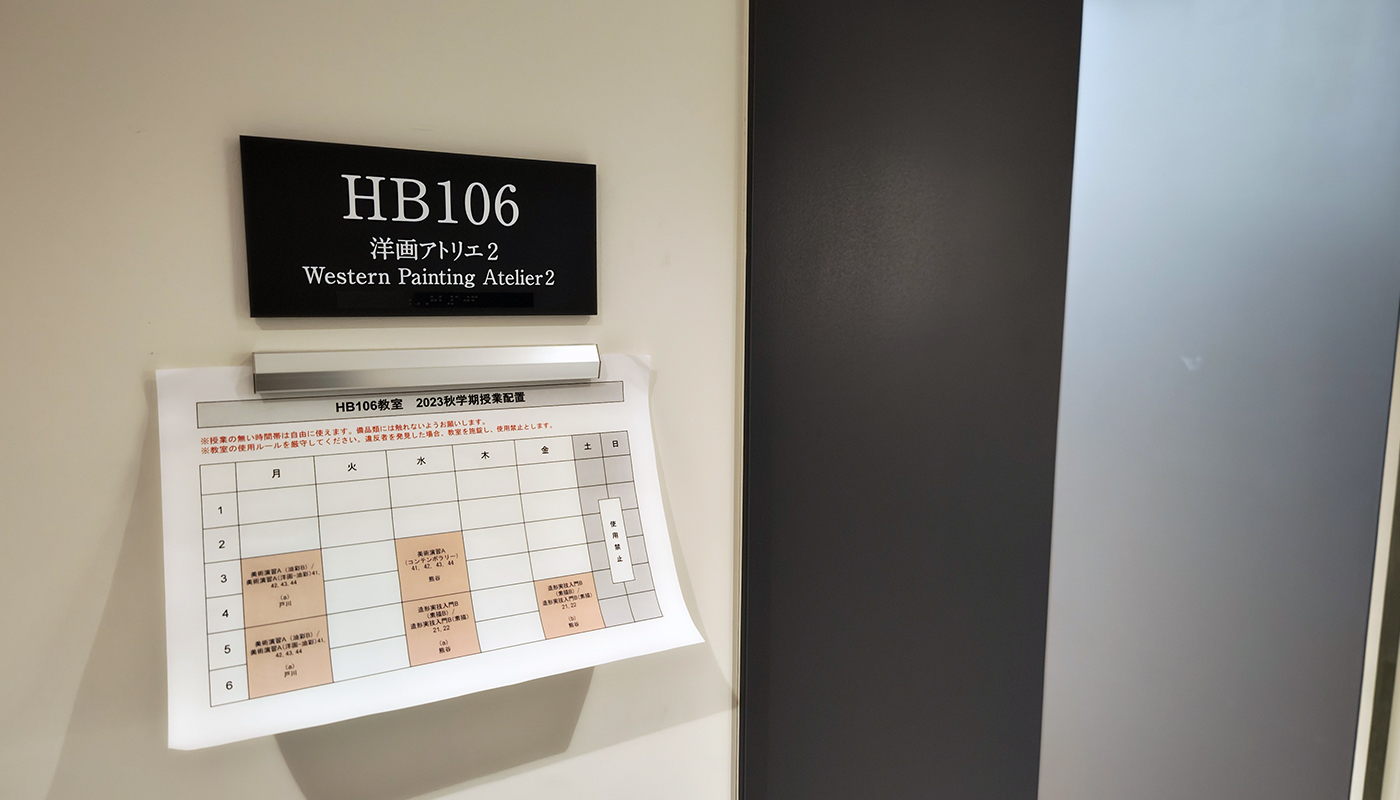 HB106
洋画アトリエ2
Western Painting Atelier2
HB106教室 2023秋学期授業配置
※授業の無い時間帯は自由に使えます。備品類には触れないようお願いします。
※教室の使用ルールを厳守してください。違反者を発見した場合、教室を施錠し、使用禁止とします。
月 火 水 木 金 土 日
1
2
3
4
5
6
美術演習A（油彩B）/
美術演習A(洋画-油彩)41,
42, 43, 44
(a)
戸川
美術演習A（油彩B）/
美術演習A(洋画-油彩)41,
42, 43, 44
(a)
戸川
美術演習A
（コンテンポラリー）
41, 42, 43, 44
熊谷
造形実技入門B
（素描B）/
造形実技入門B(素描)
21, 22
(a)
熊谷
造形実技入門B
（素描B）/
造形実技入門B(素描)
21, 22
(b)
熊谷
使用禁止